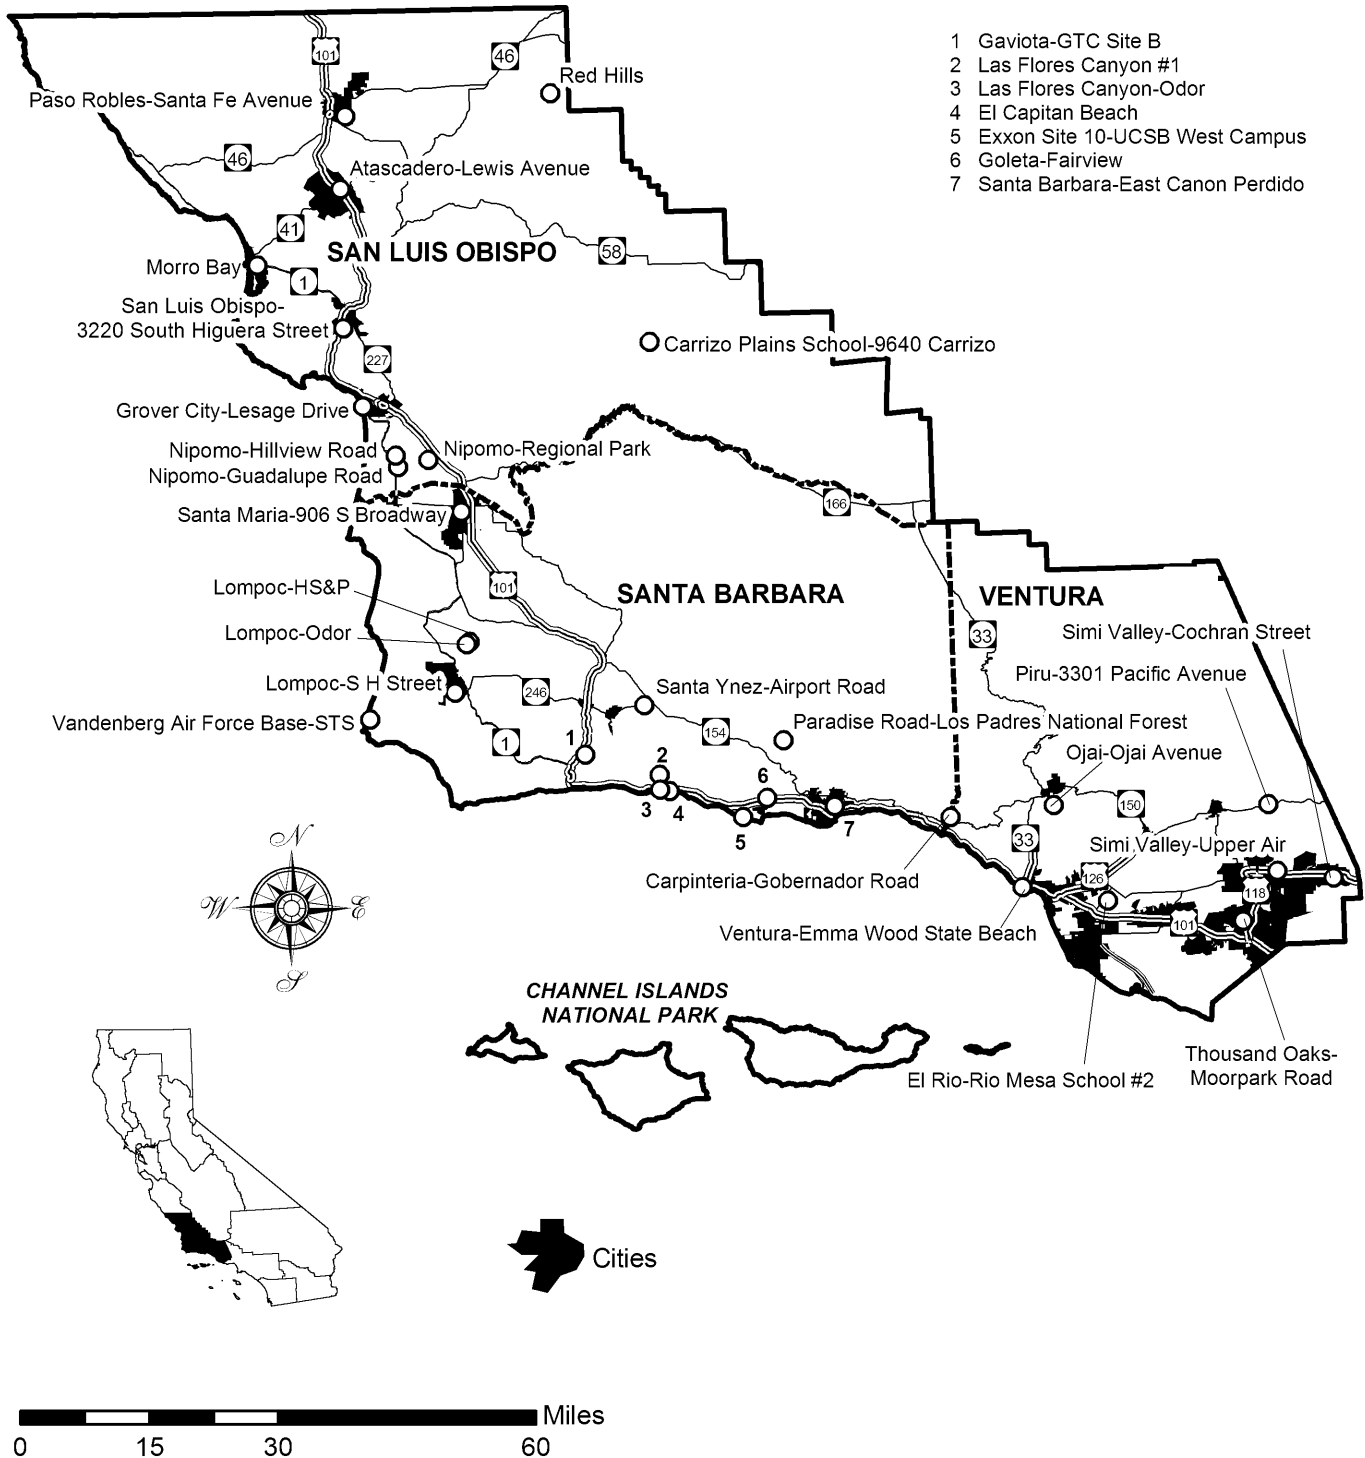 1 Gaviota-GTC Site B
2 Las Flores Canyon #1
3 Las Flores Canyon-Odor
4 El Capitan Beach
5 Exxon Site 10-UCSB West Campus
6 Goleta-Fairview
7 Santa Barbara-East Canon Perdido
101
46
Red Hills
Paso Robles-Santa Fe Avenue
46
Atascadero-Lewis Avenue
41
SAN LUIS OBISPO
58
Morro Bay
1
San Luis Obispo-
3220 South Higuera Street
Carrizo Plains School-9640 Carrizo
227
Grover City-Lesage Drive
Nipomo-Hillview Road
Nipomo-Regional Park
Nipomo-Guadalupe Road
166
Santa Maria-906 S Broadway
101
Lompoc-HS&P
SANTA BARBARA
VENTURA
33
Simi Valley-Cochran Street
Lompoc-Odor
Piru-3301 Pacific Avenue
Lompoc-S H Street
246
Santa Ynez-Airport Road
Vandenberg Air Force Base-STS
Paradise Road-Los Padres National Forest
154
1
1
Ojai-Ojai Avenue
2
6
3
4
5
7
150
33
Simi Valley-Upper Air
126
118
Carpinteria-Gobernador Road
101
Ventura-Emma Wood State Beach
N
W
E
S
CHANNEL ISLANDS
NATIONAL PARK
El Rio-Rio Mesa School #2
Thousand Oaks-
Moorpark Road
Cities
Miles
0 15 30 60